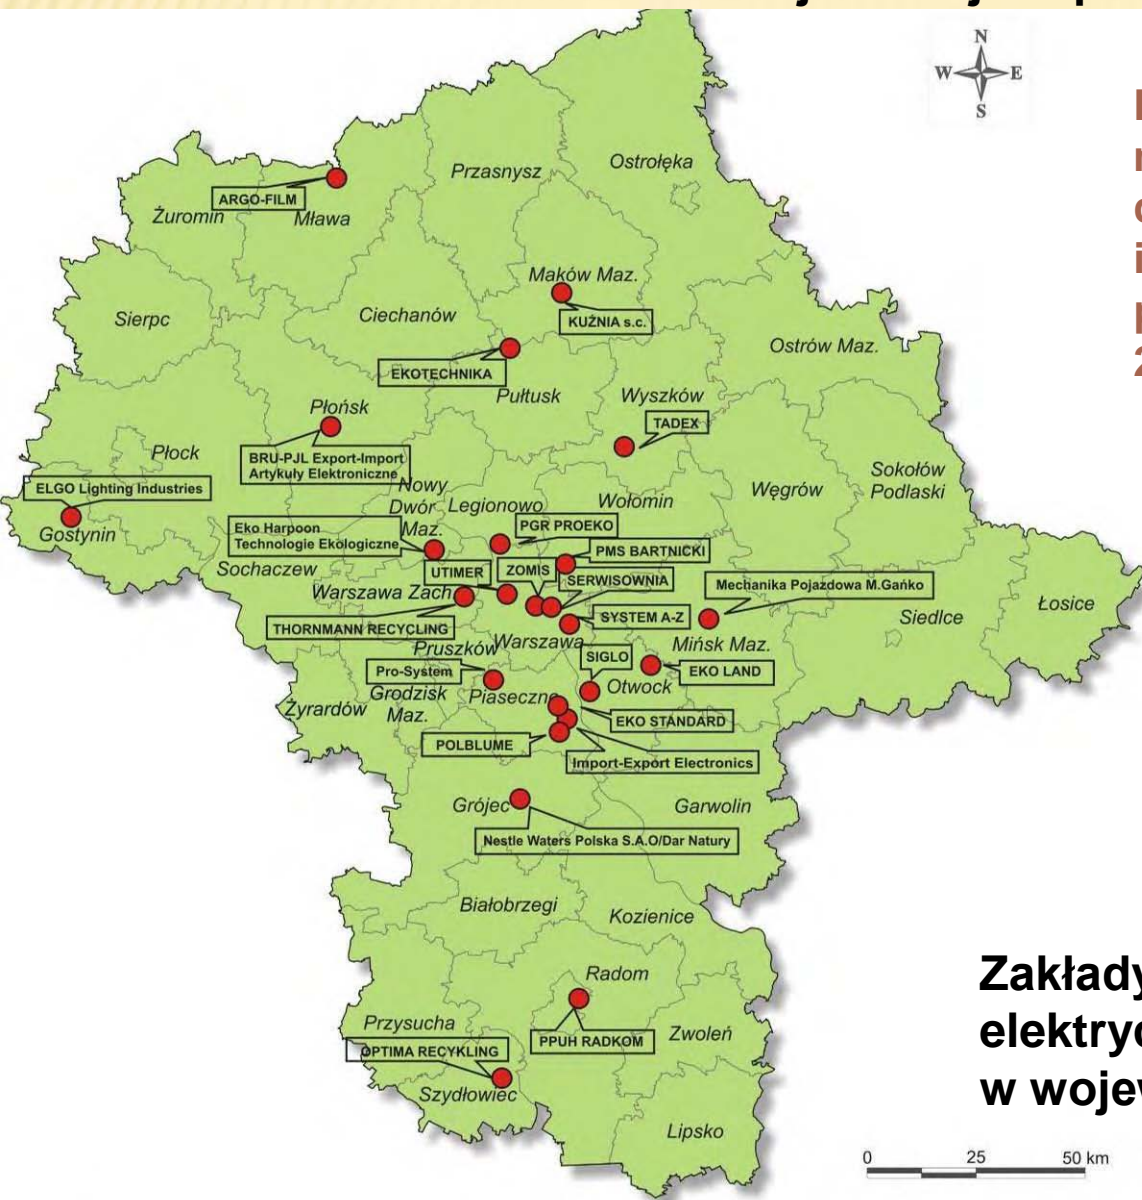 N
W E
S
Ostrołęka
Przasnysz
ARGO-FILM
Żuromin
Mława
Maków Maz.
Ciechanów
Sierpc
KUŹNIA s.c.
Ostrów Maz.
EKOTECHNIKA
Pułtusk
Wyszków
Płońsk
TADEX
Płock
BRU-PJL Export-Import
Artykuły Elektroniczne
Sokołów
Podlaski
ELGO Lighting Industries
Węgrów
Nowy
Dwór
Maz.
Legionowo
Wołomin
Gostynin
Eko Harpoon
Technologie Ekologiczne
PGR PROEKO
PMS BARTNICKI
Sochaczew
UTIMER
ZOMIS
SERWISOWNIA
Mechanika Pojazdowa M.Gańko
Warszawa Zach.
Łosice
SYSTEM A-Z
Siedlce
THORNMANN RECYCLING
Warszawa
Mińsk Maz.
Pruszków
SIGLO
Pro-System
EKO LAND
Otwock
Grodzisk
Maz.
Piaseczno
Żyrardów
EKO STANDARD
POLBLUME
Import-Export Electronics
Grójec
Garwolin
Nestle Waters Polska S.A.O/Dar Natury
Białobrzegi
Kozienice
Radom
Przysucha
Zwoleń
PPUH RADKOM
OPTIMA RECYKLING
Szydłowiec
Lipsko
Zakłady
elektryc
w wojew
0 25 50 km